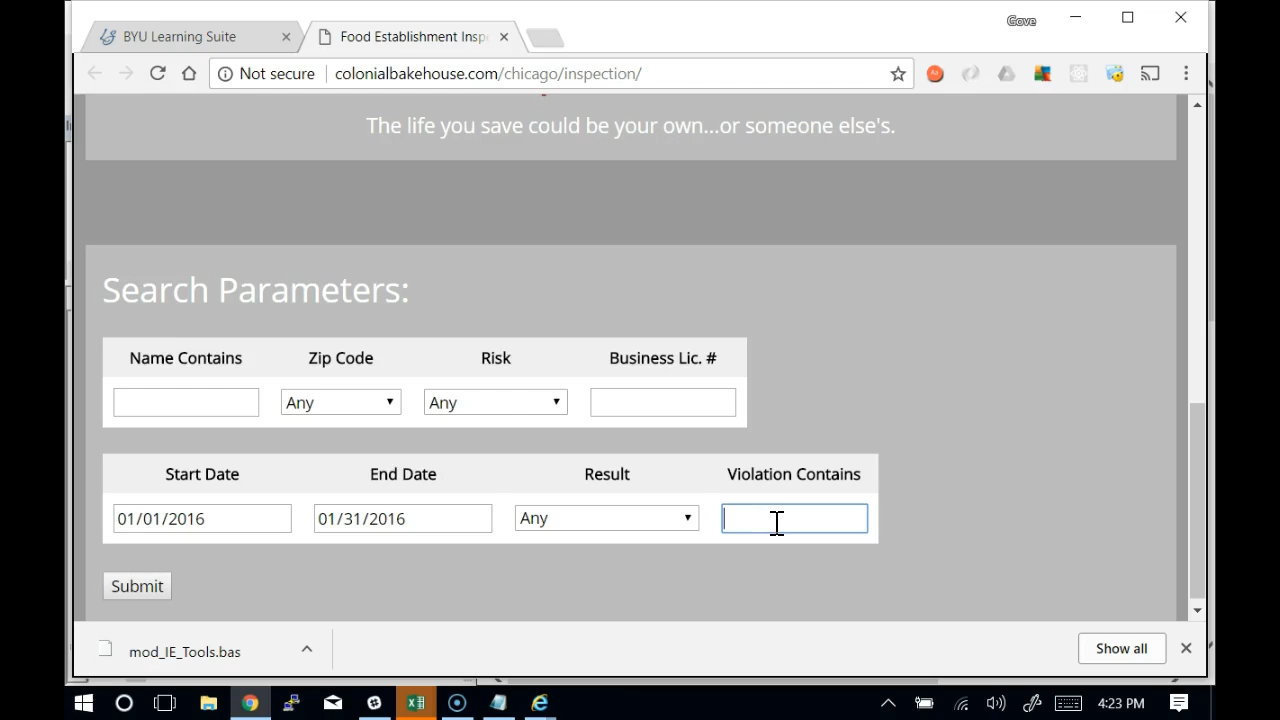 Cove
BYU Learning Suite
Food Establishment Insp
Not secure
colonialbakehouse.com/chicago/inspection/
The life you save could be your own...or someone else's.
Search Parameters:
Name Contains Zip Code Risk Business Lic. #
Any Any
Start Date End Date Result Violation Contains
01/01/2016 01/31/2016 Any
Submit
mod_IE_Tools.bas
Show all
4:23 PM